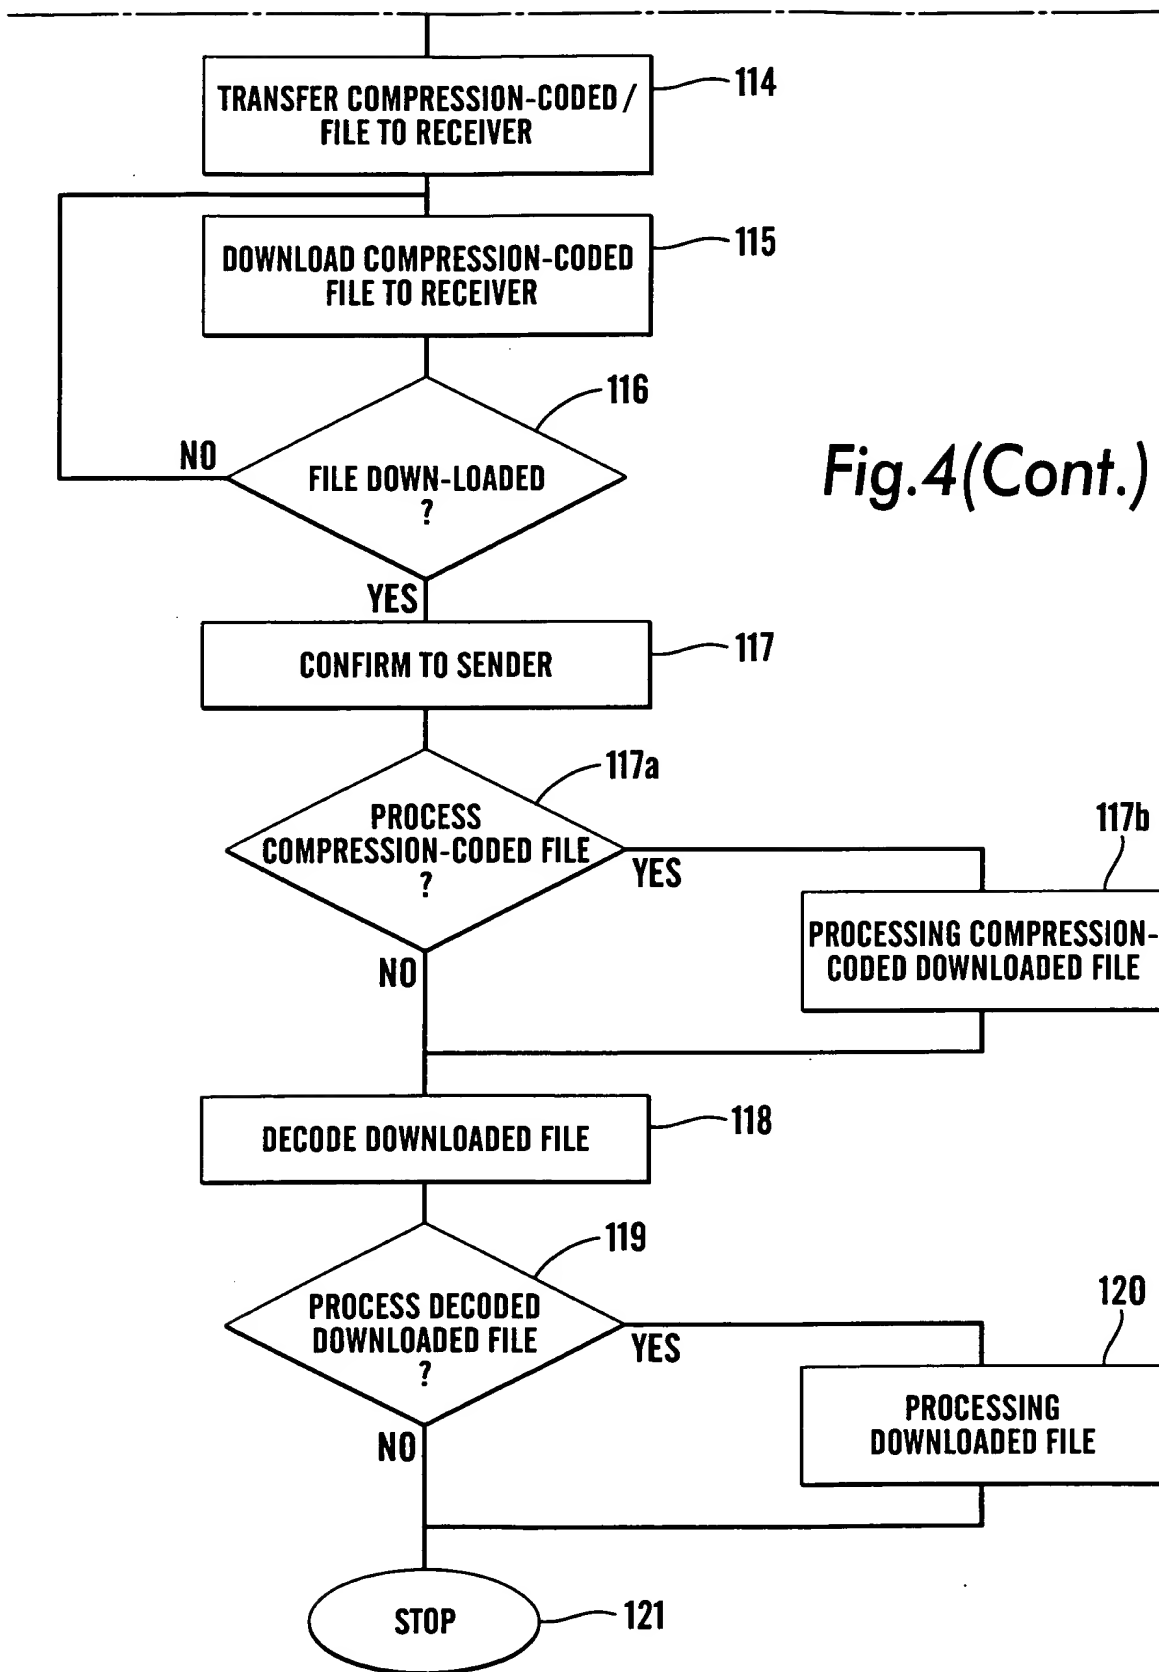 114
TRANSFER COMPRESSION-CODED /
FILE TO RECEIVER
115
DOWNLOAD COMPRESSION-CODED
FILE TO RECEIVER
116
NO
FILE DOWN-LOADED
?
Fig.4(Cont.)
YES
CONFIRM TO SENDER
117
117a
PROCESS
COMPRESSION-CODED FILE
?
YES
117b
PROCESSING COMPRESSION-
CODED DOWNLOADED FILE
NO
DECODE DOWNLOADED FILE
118
119
PROCESS DECODED
DOWNLOADED FILE
?
YES
120
PROCESSING
DOWNLOADED FILE
NO
STOP
121